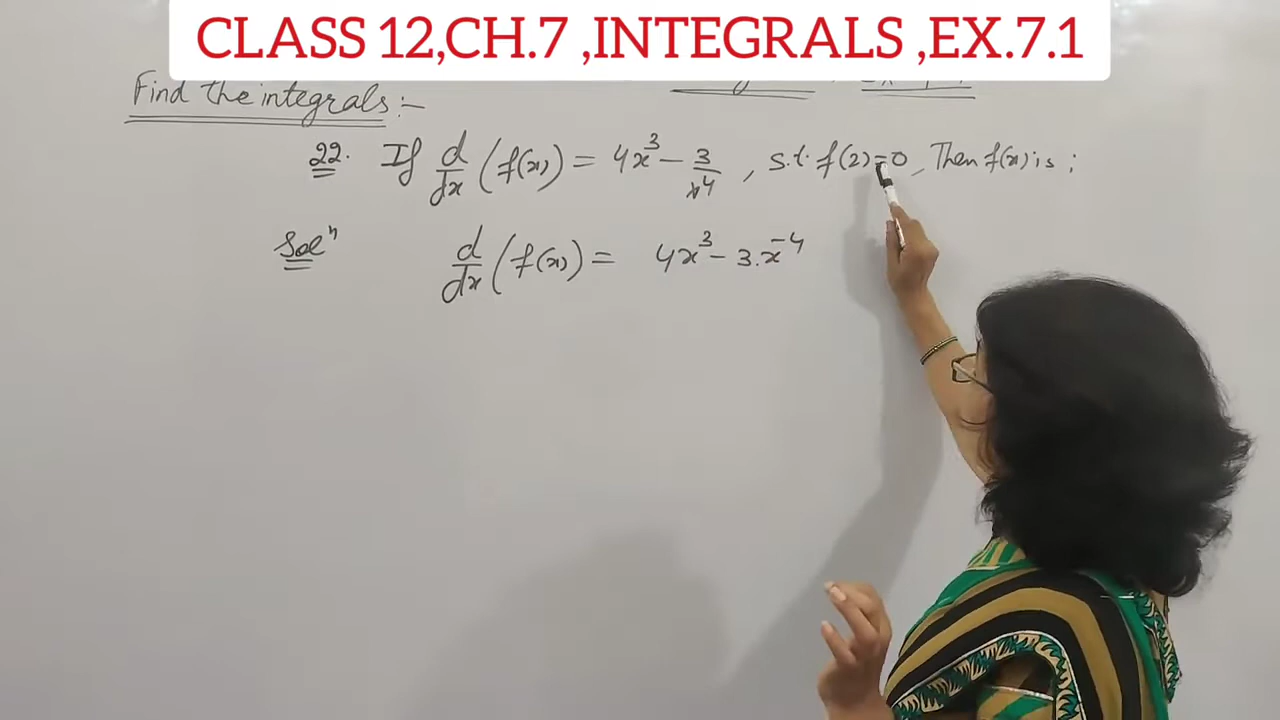 CLASS 12,CH.7 ,INTEGRALS ,EX.7.1
Find the integrals:-
22. If d/dx (f(x)) = 4x³ - 3/x⁴ , s.t. f(2)=0, Then f(x) is ;
Solⁿ d/dx (f(x)) = 4x³ - 3.x⁻⁴